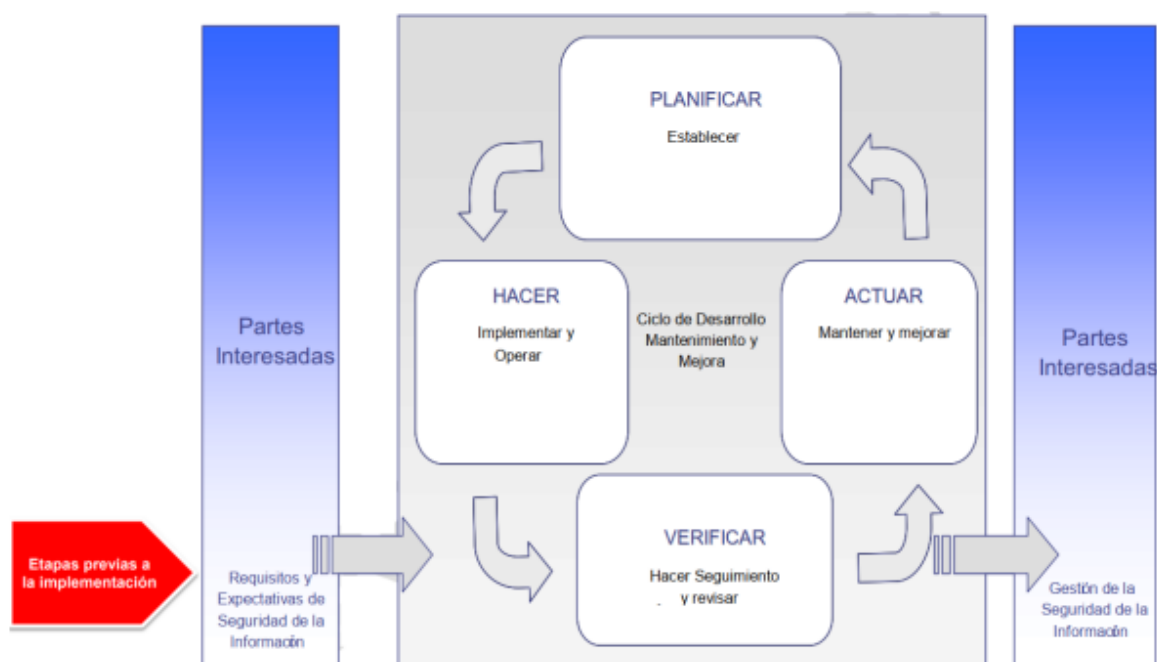 PLANIFICAR
Establecer
HACER
Implementar y
Operar
Ciclo de Desarrollo
Mantenimiento y
Mejora
ACTUAR
Mantener y mejorar
VERIFICAR
Hacer Seguimiento
y revisar
Partes
Interesadas
Requisitos y
Expectativas de
Seguridad de la
Información
Etapas previas a
la implementación
Partes
Interesadas
Gestión de la
Seguridad de la
Información